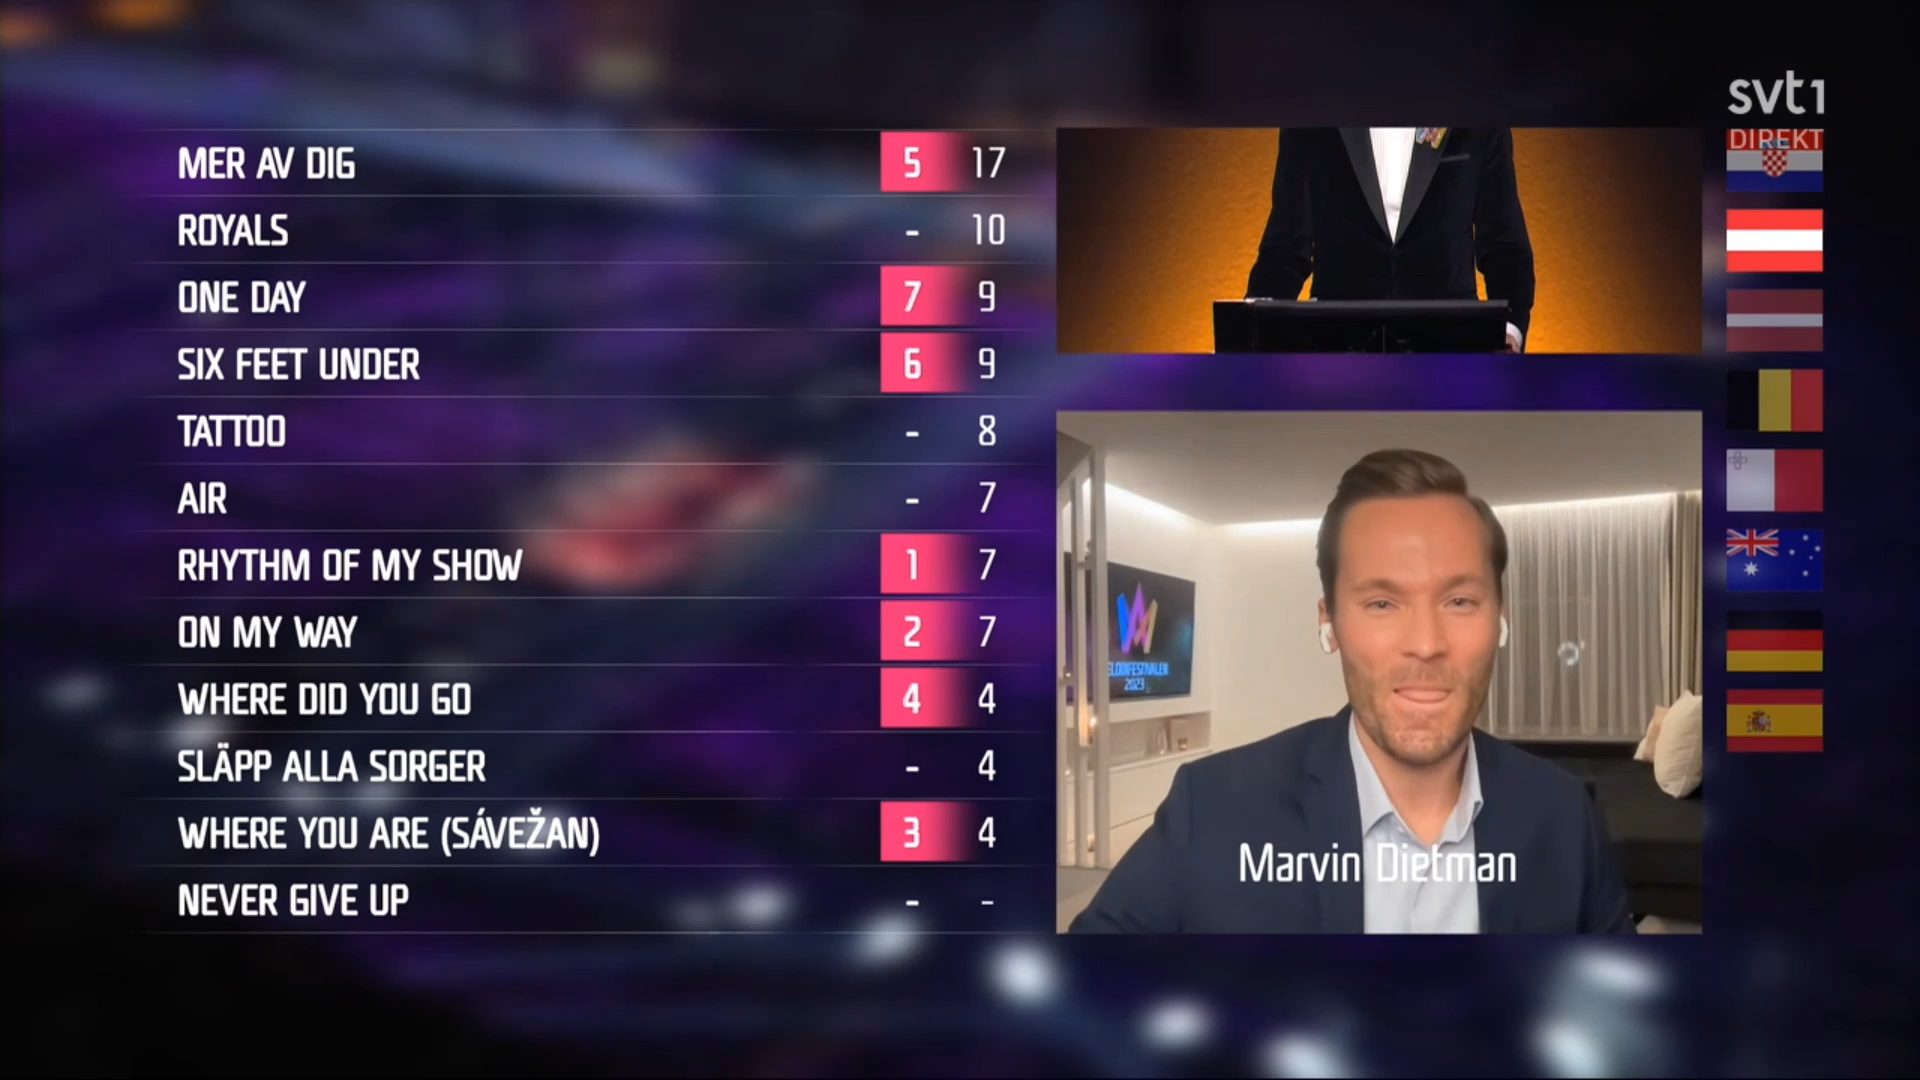 svt1
DIREKT
MER AV DIG 5 17
ROYALS - 10
ONE DAY 7 9
SIX FEET UNDER 6 9
TATTOO - 8
AIR - 7
RHYTHM OF MY SHOW 1 7
ON MY WAY 2 7
WHERE DID YOU GO 4 4
SLÄPP ALLA SORGER - 4
WHERE YOU ARE (SÁVEŽAN) 3 4
NEVER GIVE UP - -
ELODIFESTIVALEN
2023
Marvin Dietman